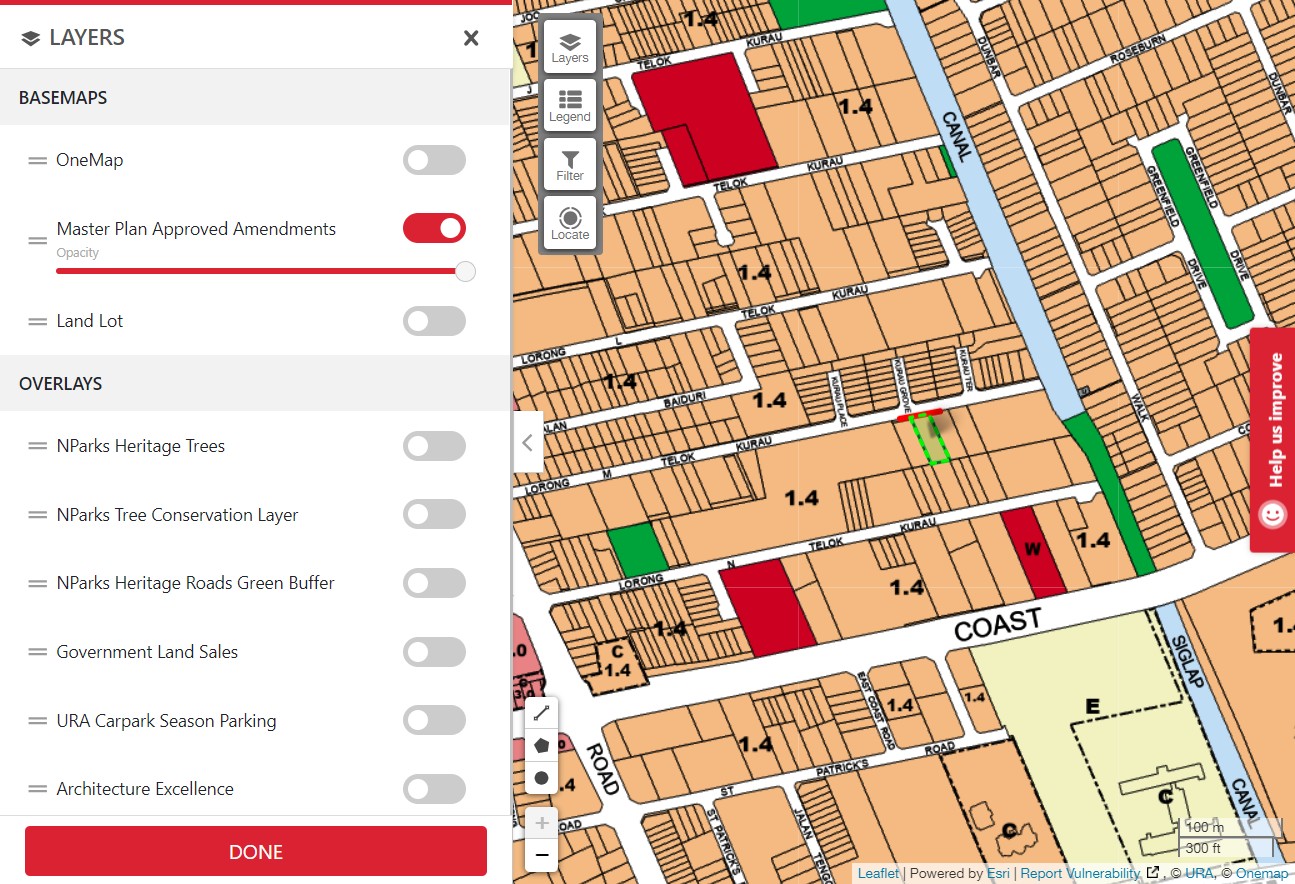 LAYERS
BASEMAPS
OneMap
Master Plan Approved Amendments
Opacity
Land Lot
OVERLAYS
NParks Heritage Trees
NParks Tree Conservation Layer
NParks Heritage Roads Green Buffer
Government Land Sales
URA Carpark Season Parking
Architecture Excellence
DONE
Layers
Legend
Filter
Locate
1.4
KURAU
TELOK
DUNBAR
ROSEBURN
DUNBAR
1.4
CANAL
KURAU
TELOK
GREENFIELD
GREENFIELD
DRIVE
DRIVE
1.4
KURAU
TELOK
LORONG
L
1.4
BAIDURI
1.4
KURAU PLACE
KURAU GROVE
KURAU TER
WALK
KURAU
TELOK
M
LORONG
1.4
KURAU
TELOK
N
LORONG
W
1.4
1.4
1.4
COAST
C
1.4
SIGLAP
CANAL
EAST COAST ROAD
1.4
1.4
E
1.4
ROAD
ROAD
PATRICK'S
ST
ST PATRICK'S
JALAN
C
C
ROAD
Help us improve
100 m
300 ft
Leaflet | Powered by Esri | Report Vulnerability , © URA, © Onemap